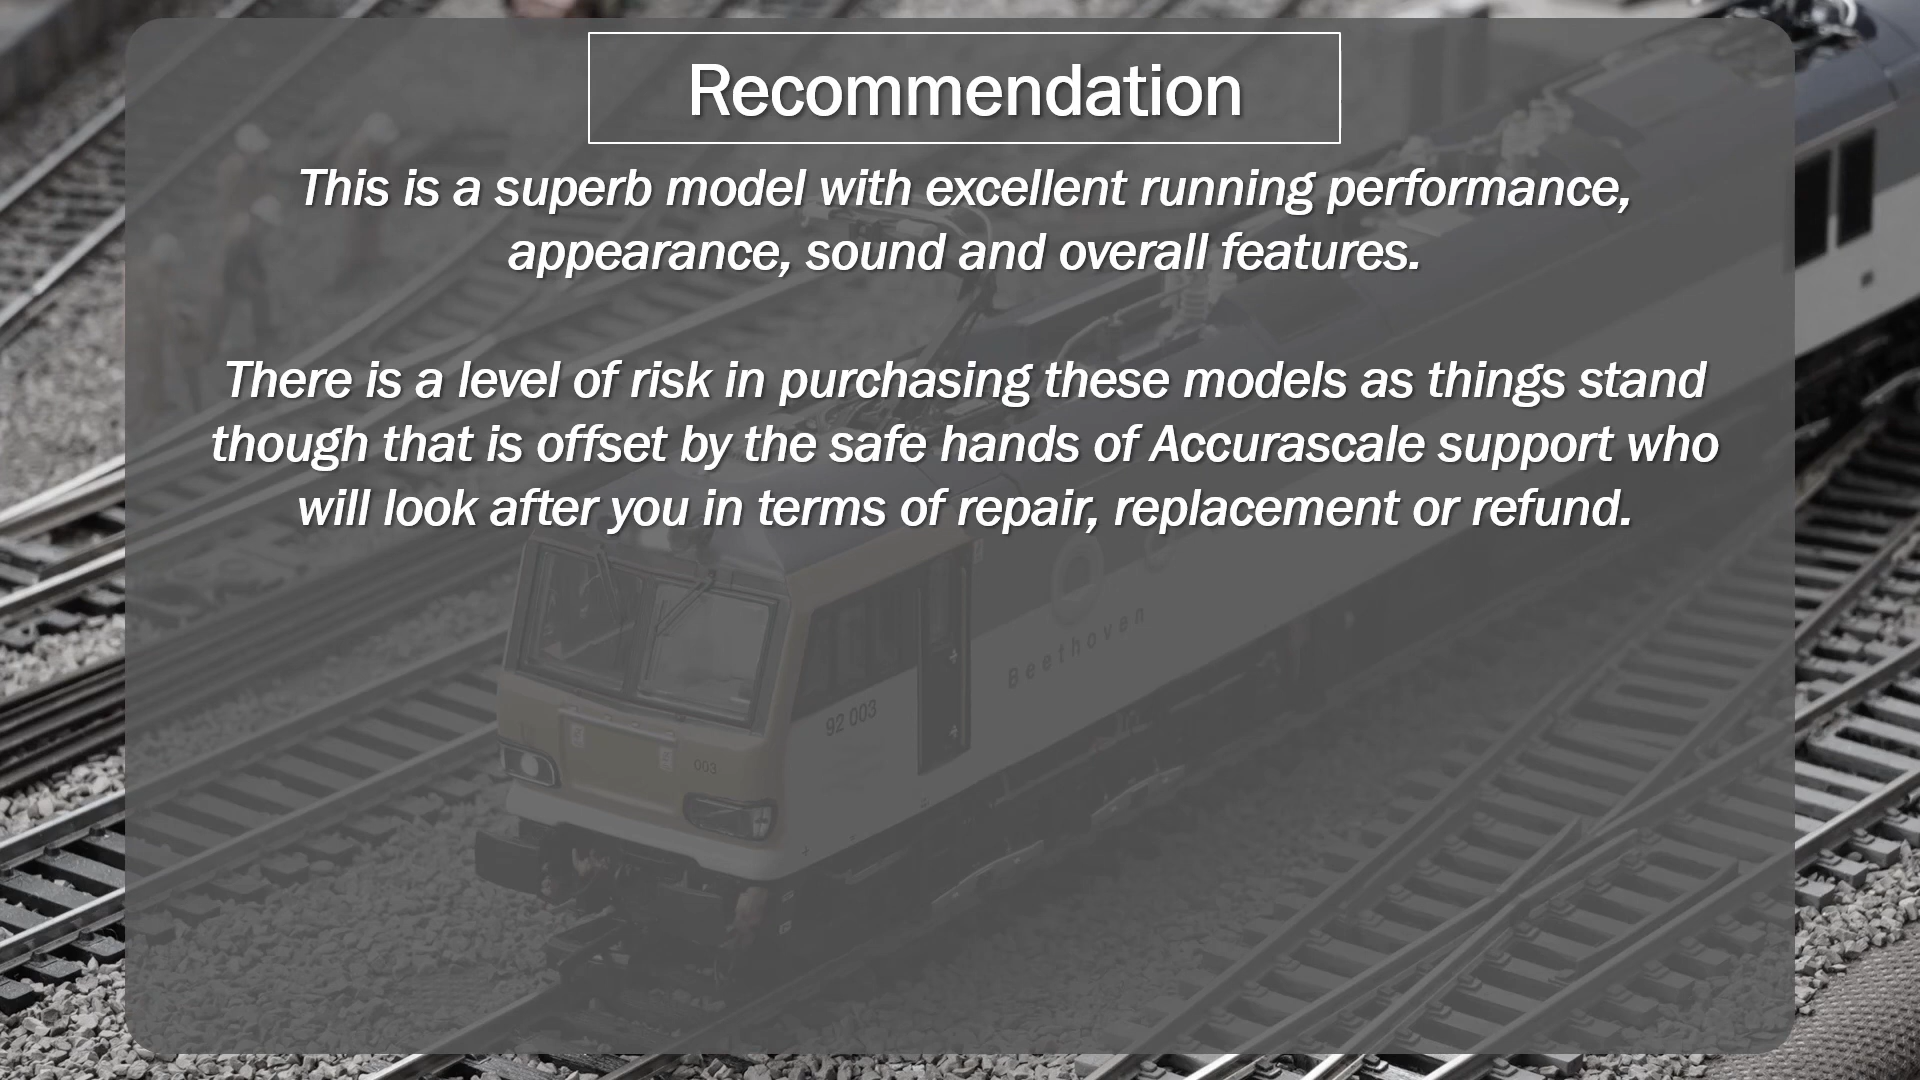 Recommendation
This is a superb model with excellent running performance,
appearance, sound and overall features.
There is a level of risk in purchasing these models as things stand
though that is offset by the safe hands of Accurascale support who
will look after you in terms of repair, replacement or refund.
Beethoven
92 003
003